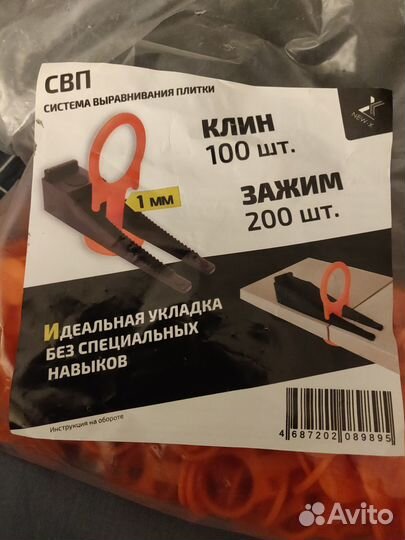 СВП
СИСТЕМА ВЫРАВНИВАНИЯ ПЛИТКИ
NEW-X
КЛИН
100 шт.
ЗАЖИМ
200 шт.
1 мм
ИДЕАЛЬНАЯ УКЛАДКА
БЕЗ СПЕЦИАЛЬНЫХ
НАВЫКОВ
Инструкция на обороте
4 687202 089895
Avito